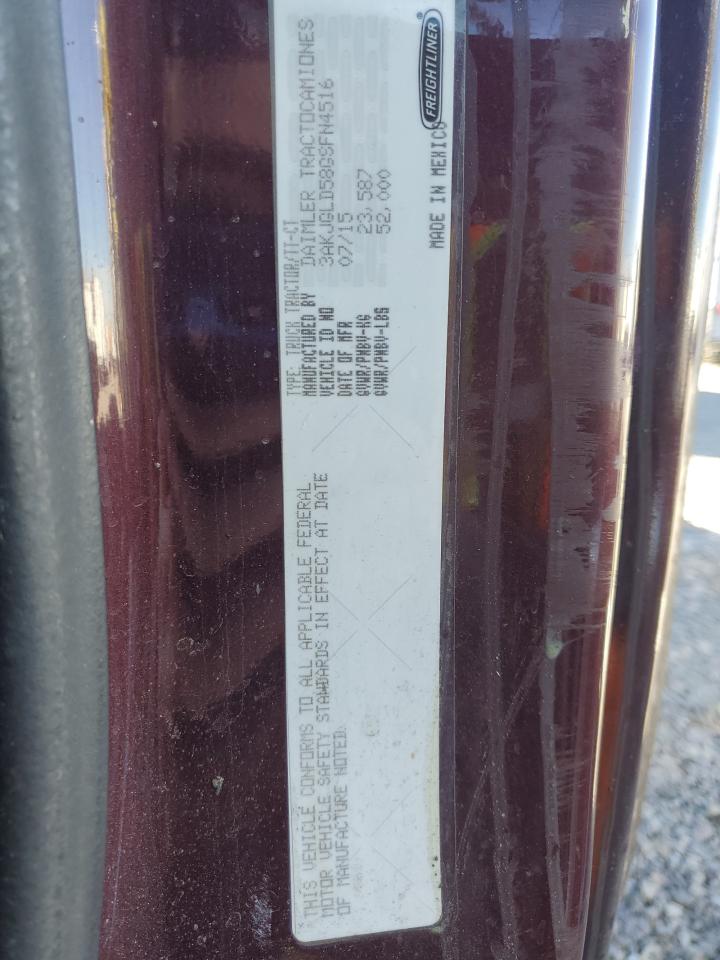 THIS VEHICLE CONFORMS TO ALL APPLICABLE FEDERAL
MOTOR VEHICLE SAFETY STANDARDS IN EFFECT AT DATE
OF MANUFACTURE NOTED.
TYPE: TRUCK TRACTOR/TT-CT
MANUFACTURED BY DAIMLER TRACTOCAMIONES
VEHICLE ID NO 3AKJGLD58GSFN4516
DATE OF MFR 07/15
GVWR/PNBV-KG 23,587
GVWR/PNBV-LBS 52,000
FREIGHTLINER®
MADE IN MEXICO